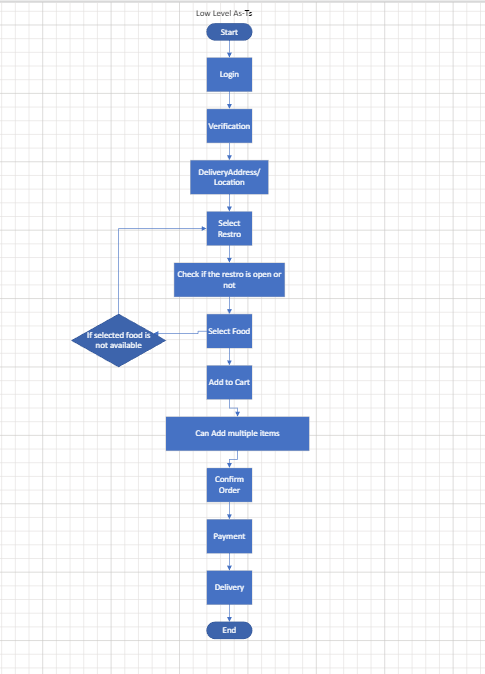 Low Level As-Ts
Start
Login
Verification
DeliveryAddress/
Location
Select
Restro
Check if the restro is open or
not
If selected food is
not available
Select Food
Add to Cart
Can Add multiple items
Confirm
Order
Payment
Delivery
End